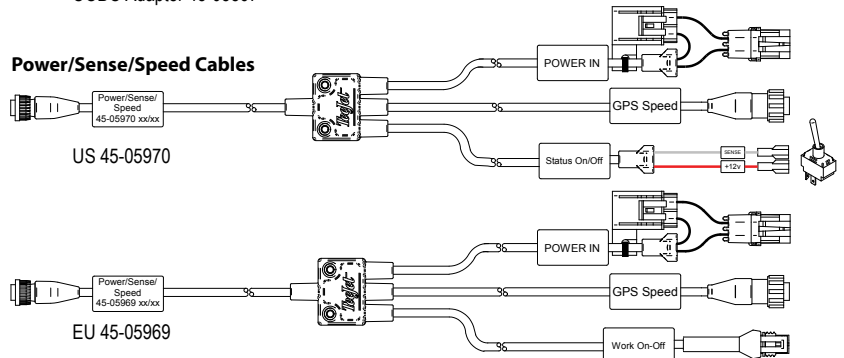 Power/Sense/Speed Cables
Power/Sense/
Speed
45-05970 xx/xx
US 45-05970
TeeJet
POWER IN
GPS Speed
Status On/Off
SENSE
+12v
Power/Sense/
Speed
45-05969 xx/xx
EU 45-05969
TeeJet
POWER IN
GPS Speed
Work On-Off